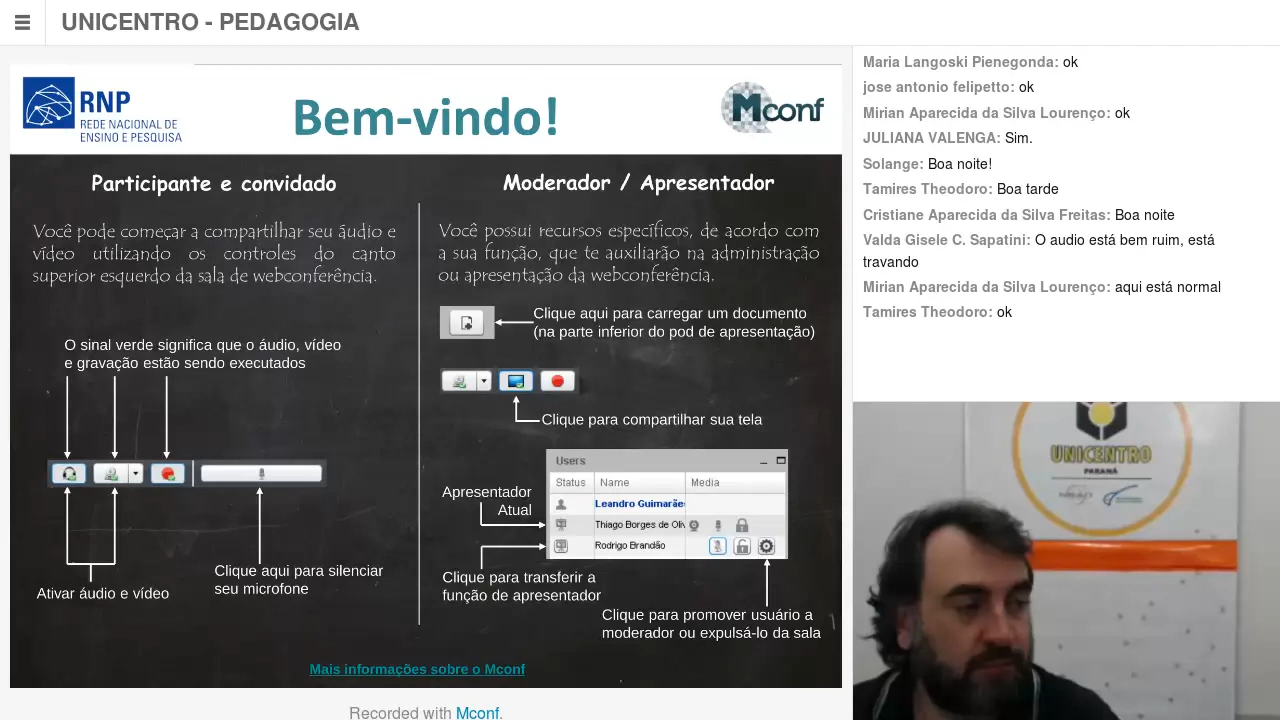 UNICENTRO - PEDAGOGIA
RNP
REDE NACIONAL DE
ENSINO E PESQUISA
Bem-vindo!
Mconf
Participante e convidado
Você pode começar a compartilhar seu áudio e
vídeo utilizando os controles do canto
superior esquerdo da sala de webconferência.
O sinal verde significa que o áudio, vídeo
e gravação estão sendo executados
Ativar áudio e vídeo
Clique aqui para silenciar
seu microfone
Moderador / Apresentador
Você possui recursos específicos, de acordo com
a sua função, que te auxiliarão na administração
ou apresentação da webconferência.
Clique aqui para carregar um documento
(na parte inferior do pod de apresentação)
Clique para compartilhar sua tela
Users
Status Name Media
Leandro Guimarães
Thiago Borges de Oliv
Rodrigo Brandão
Apresentador
Atual
Clique para transferir a
função de apresentador
Clique para promover usuário a
moderador ou expulsá-lo da sala
Mais informações sobre o Mconf
Recorded with Mconf.
Maria Langoski Pienegonda: ok
jose antonio felipetto: ok
Mirian Aparecida da Silva Lourenço: ok
JULIANA VALENGA: Sim.
Solange: Boa noite!
Tamires Theodoro: Boa tarde
Cristiane Aparecida da Silva Freitas: Boa noite
Valda Gisele C. Sapatini: O audio está bem ruim, está
travando
Mirian Aparecida da Silva Lourenço: aqui está normal
Tamires Theodoro: ok
UNICENTRO
PARANÁ